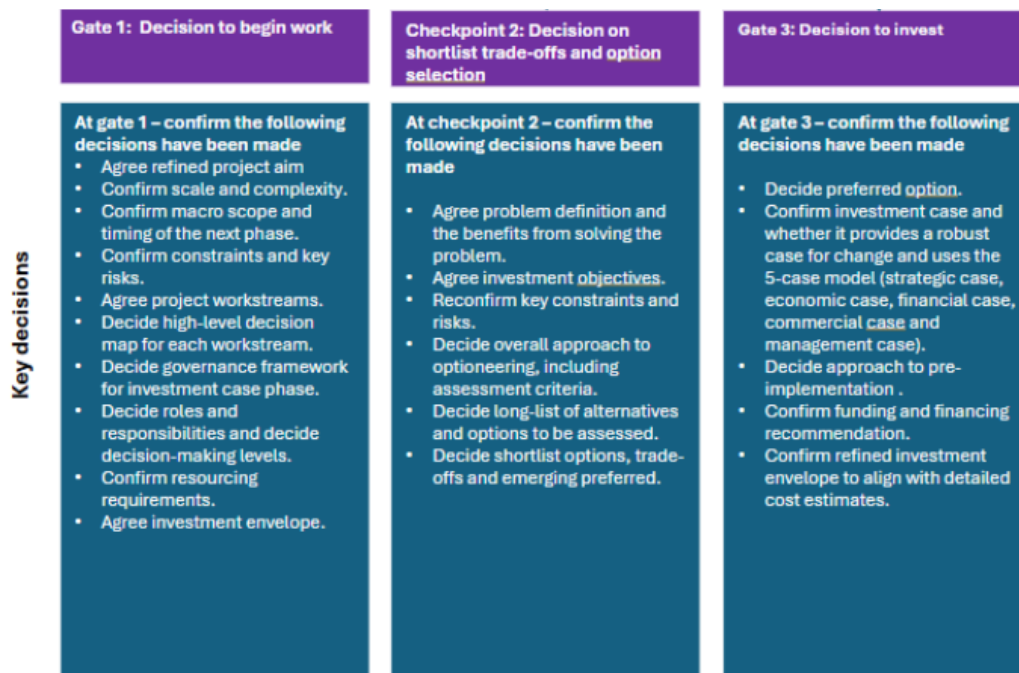 Key decisions
Gate 1: Decision to begin work
At gate 1 – confirm the following
decisions have been made
• Agree refined project aim
• Confirm scale and complexity.
• Confirm macro scope and
timing of the next phase.
• Confirm constraints and key
risks.
• Agree project workstreams.
• Decide high-level decision
map for each workstream.
• Decide governance framework
for investment case phase.
• Decide roles and
responsibilities and decide
decision-making levels.
• Confirm resourcing
requirements.
• Agree investment envelope.
Checkpoint 2: Decision on
shortlist trade-offs and option
selection
At checkpoint 2 – confirm the
following decisions have been
made
• Agree problem definition and
the benefits from solving the
problem.
• Agree investment objectives.
• Reconfirm key constraints and
risks.
• Decide overall approach to
optioneering, including
assessment criteria.
• Decide long-list of alternatives
and options to be assessed.
• Decide shortlist options, trade-
offs and emerging preferred.
Gate 3: Decision to invest
At gate 3 – confirm the following
decisions have been made
• Decide preferred option.
• Confirm investment case and
whether it provides a robust
case for change and uses the
5-case model (strategic case,
economic case, financial case,
commercial case and
management case).
• Decide approach to pre-
implementation .
• Confirm funding and financing
recommendation.
• Confirm refined investment
envelope to align with detailed
cost estimates.